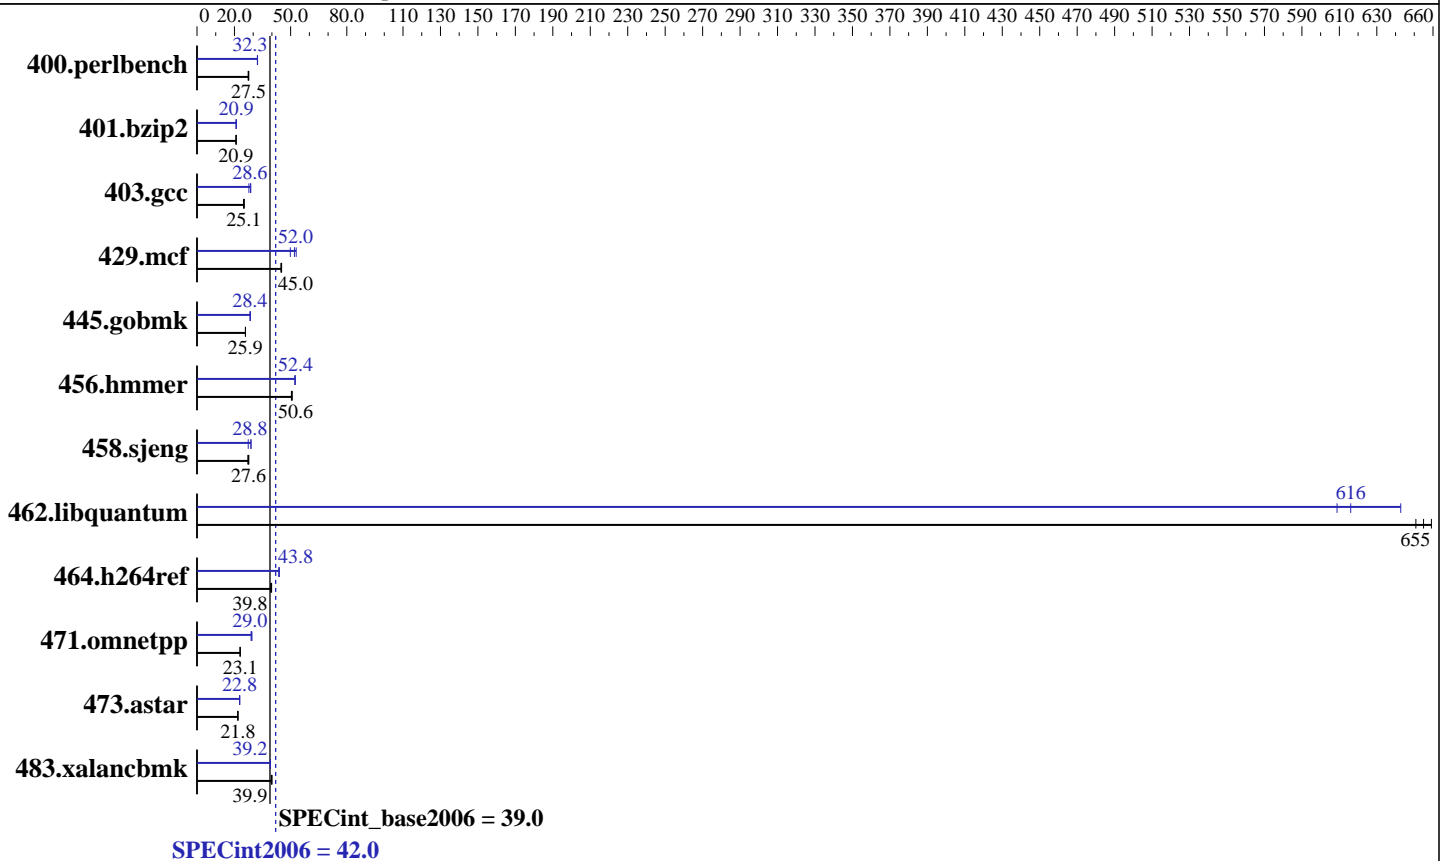 0 20.0 50.0 80.0 110 130 150 170 190 210 230 250 270 290 310 330 350 370 390 410 430 450 470 490 510 530 550 570 590 610 630 660
32.3
400.perlbench
27.5
20.9
401.bzip2
20.9
28.6
403.gcc
25.1
52.0
429.mcf
45.0
28.4
445.gobmk
25.9
52.4
456.hmmer
50.6
28.8
458.sjeng
27.6
616
462.libquantum
655
43.8
464.h264ref
39.8
29.0
471.omnetpp
23.1
22.8
473.astar
21.8
39.2
483.xalancbmk
39.9
SPECint_base2006 = 39.0
SPECint2006 = 42.0